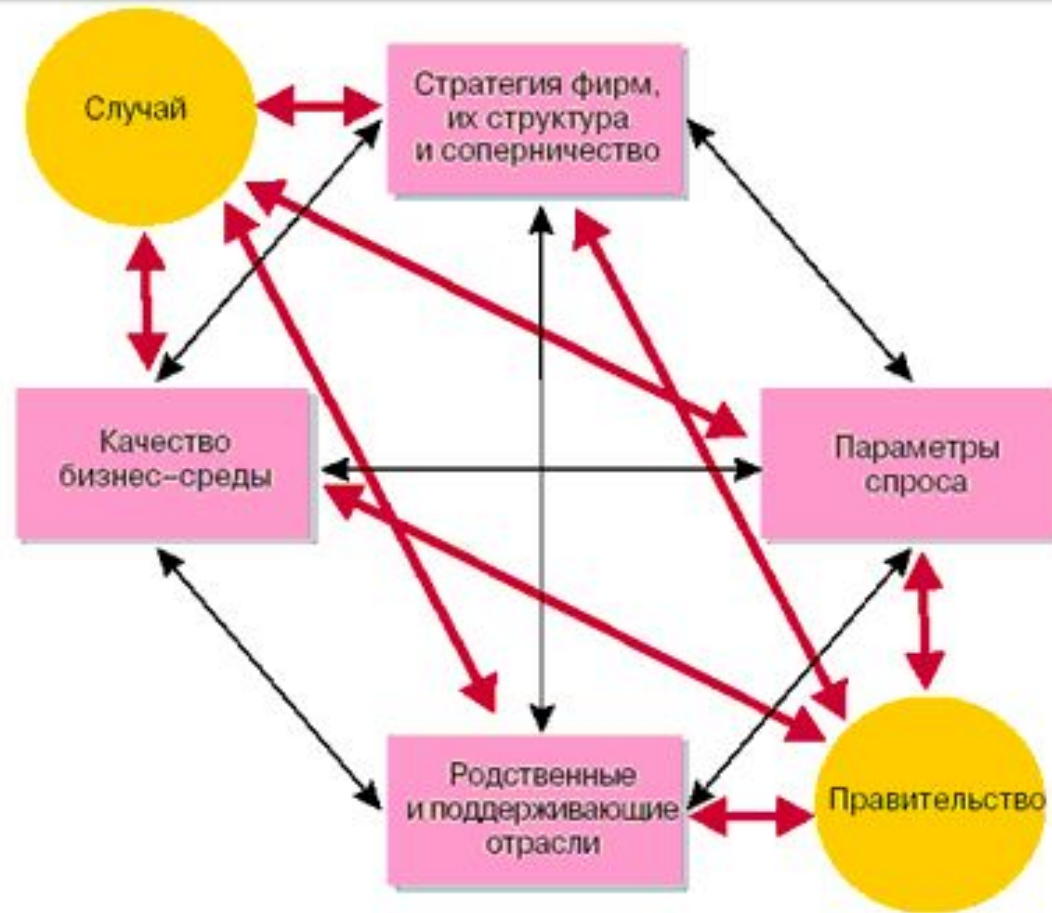 Случай
Стратегия фирм,
их структура
и соперничество
Качество
бизнес–среды
Параметры
спроса
Родственные
и поддерживающие
отрасли
Правительство